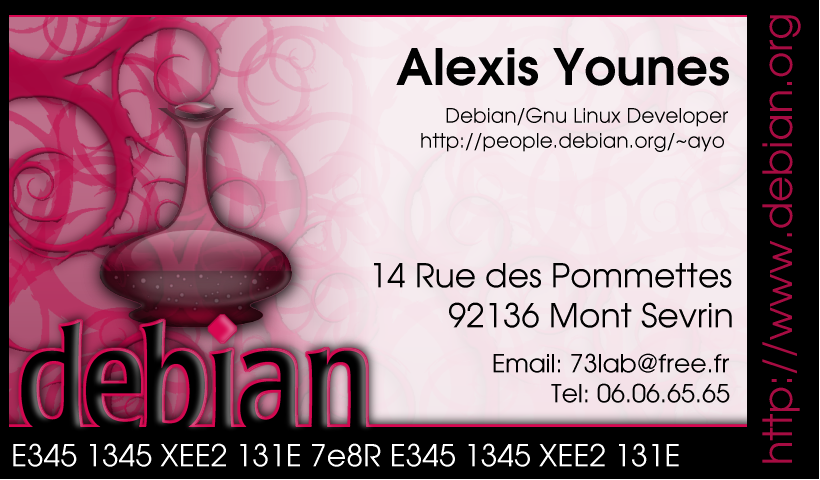 Alexis Younes
Debian/Gnu Linux Developer
http://people.debian.org/~ayo
14 Rue des Pommettes
92136 Mont Sevrin
Email: 73lab@free.fr
Tel: 06.06.65.65
debian
E345 1345 XEE2 131E 7e8R E345 1345 XEE2 131E
http://www.debian.org